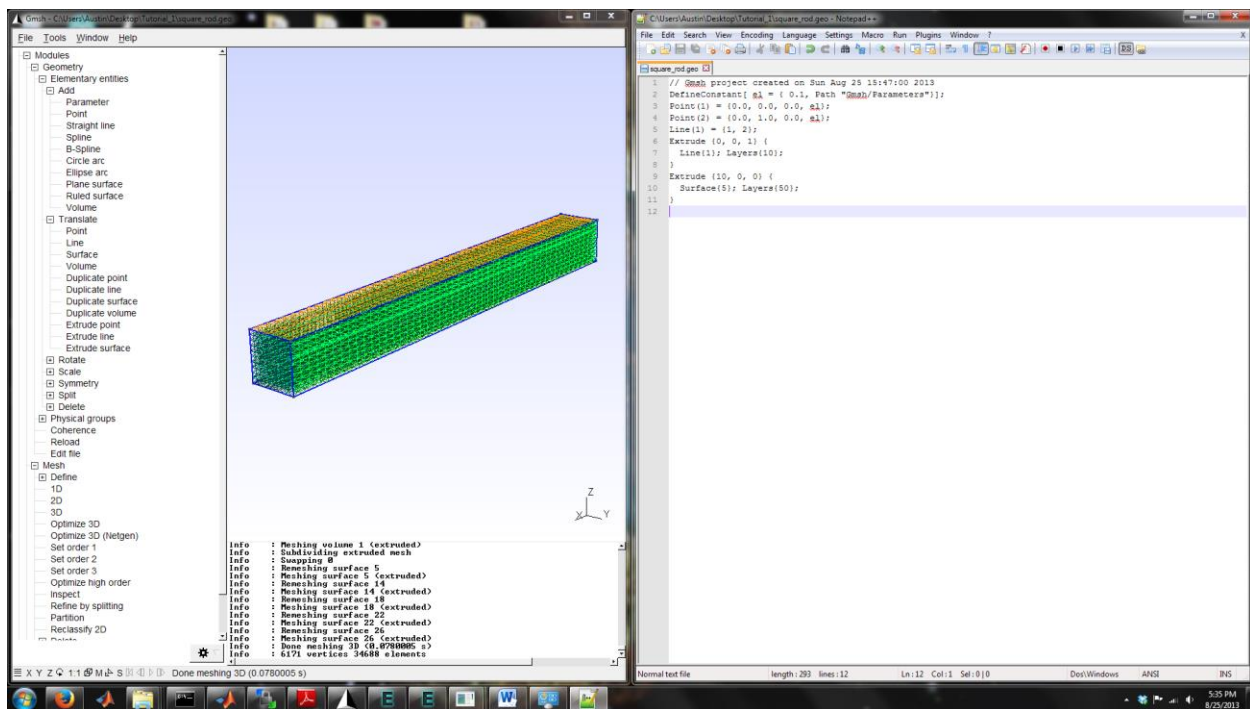 Gmsh - C:\Users\Austin\Desktop\Tutorial_1\square_rod.geo
File Tools Window Help
Modules
Geometry
Elementary entities
Add
Parameter
Point
Straight line
Spline
B-Spline
Circle arc
Ellipse arc
Plane surface
Ruled surface
Volume
Translate
Point
Line
Surface
Volume
Duplicate point
Duplicate line
Duplicate surface
Duplicate volume
Extrude point
Extrude line
Extrude surface
Rotate
Scale
Symmetry
Split
Delete
Physical groups
Coherence
Reload
Edit file
Mesh
Define
1D
2D
3D
Optimize 3D
Optimize 3D (Netgen)
Set order 1
Set order 2
Set order 3
Optimize high order
Inspect
Refine by splitting
Partition
Reclassify 2D
Delete
Z
X
Y
Info : Meshing volume 1 (extruded)
Info : Subdividing extruded mesh
Info : Swapping 0
Info : Remeshing surface 5
Info : Meshing surface 5 (extruded)
Info : Remeshing surface 14
Info : Meshing surface 14 (extruded)
Info : Remeshing surface 18
Info : Meshing surface 18 (extruded)
Info : Remeshing surface 22
Info : Meshing surface 22 (extruded)
Info : Remeshing surface 26
Info : Meshing surface 26 (extruded)
Info : Done meshing 3D (0.0780005 s)
Info : 6171 vertices 34688 elements
X Y Z 1:1 M S Done meshing 3D (0.0780005 s)
C:\Users\Austin\Desktop\Tutorial_1\square_rod.geo - Notepad++
File Edit Search View Encoding Language Settings Macro Run Plugins Window ? X
square_rod.geo
1 // Gmsh project created on Sun Aug 25 15:47:00 2013
2 DefineConstant[ el = { 0.1, Path "Gmsh/Parameters"}];
3 Point(1) = {0.0, 0.0, 0.0, el};
4 Point(2) = {0.0, 1.0, 0.0, el};
5 Line(1) = {1, 2};
6 Extrude {0, 0, 1} {
7 Line{1}; Layers{10};
8 }
9 Extrude {10, 0, 0} {
10 Surface{5}; Layers{50};
11 }
12
Normal text file length : 293 lines : 12 Ln : 12 Col : 1 Sel : 0 | 0 Dos\Windows ANSI INS
5:35 PM
8/25/2013